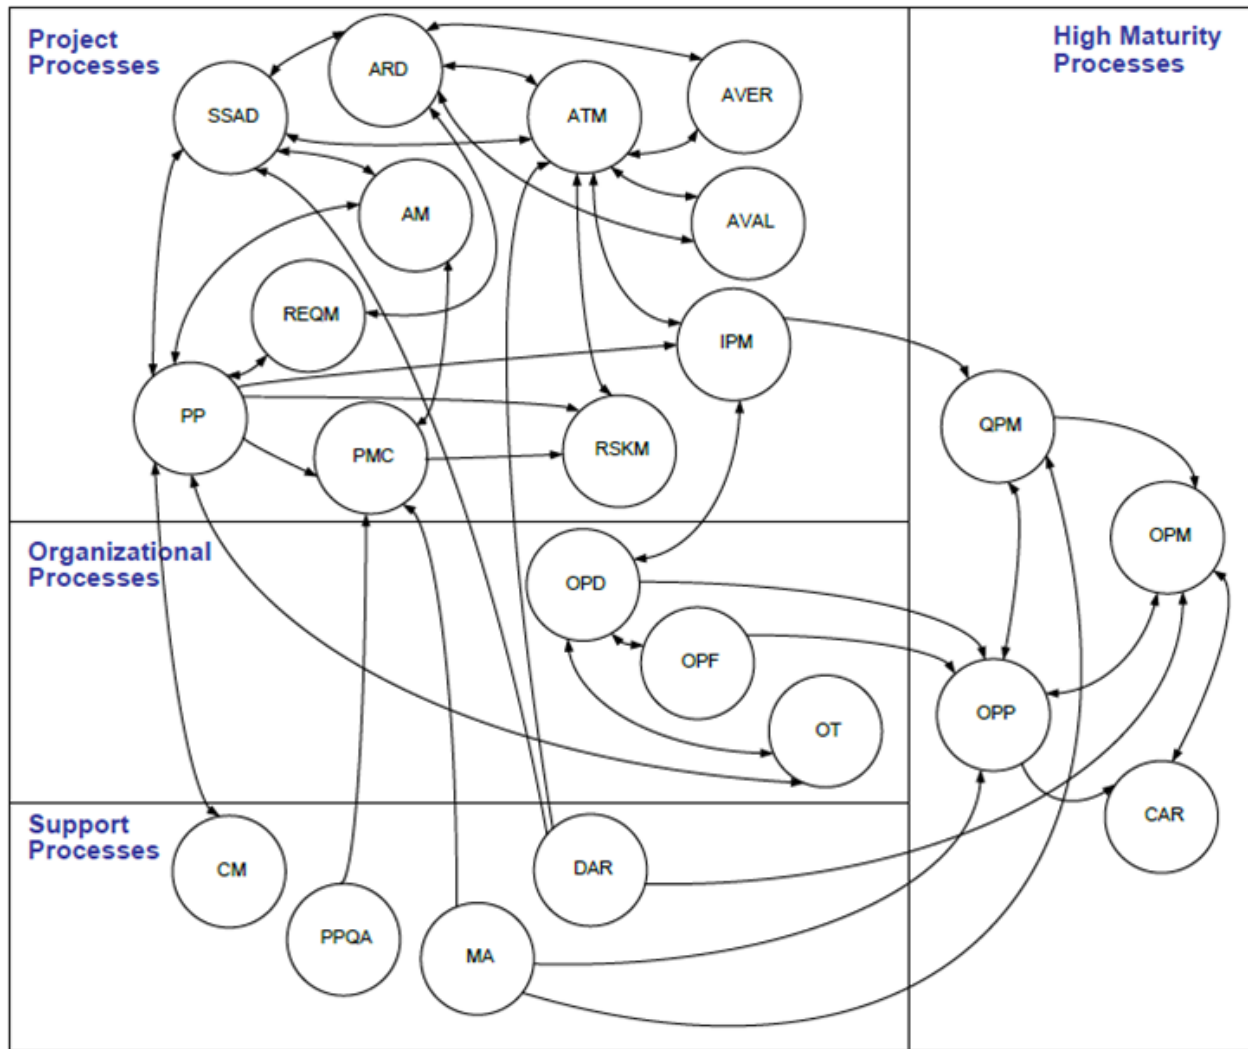 Project
Processes
High Maturity
Processes
ARD
AVER
SSAD
ATM
AM
AVAL
REQM
IPM
PP
QPM
PMC
RSKM
OPM
Organizational
Processes
OPD
OPF
OPP
OT
CAR
Support
Processes
CM
DAR
PPQA
MA